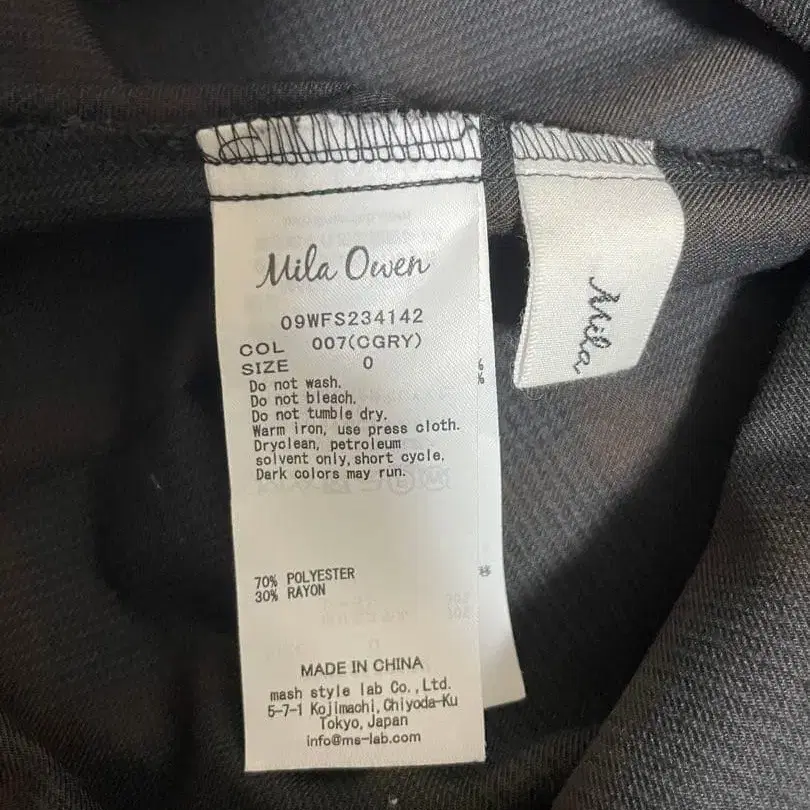 Mila Owen
09WFS234142
COL 007(CGRY)
SIZE 0
Do not wash.
Do not bleach.
Do not tumble dry.
Warm iron, use press cloth.
Dryclean, petroleum
solvent only, short cycle.
Dark colors may run.
70% POLYESTER
30% RAYON
MADE IN CHINA
mash style lab Co., Ltd.
5-7-1 Kojimachi, Chiyoda-Ku
Tokyo, Japan
info@ms-lab.com
Mila